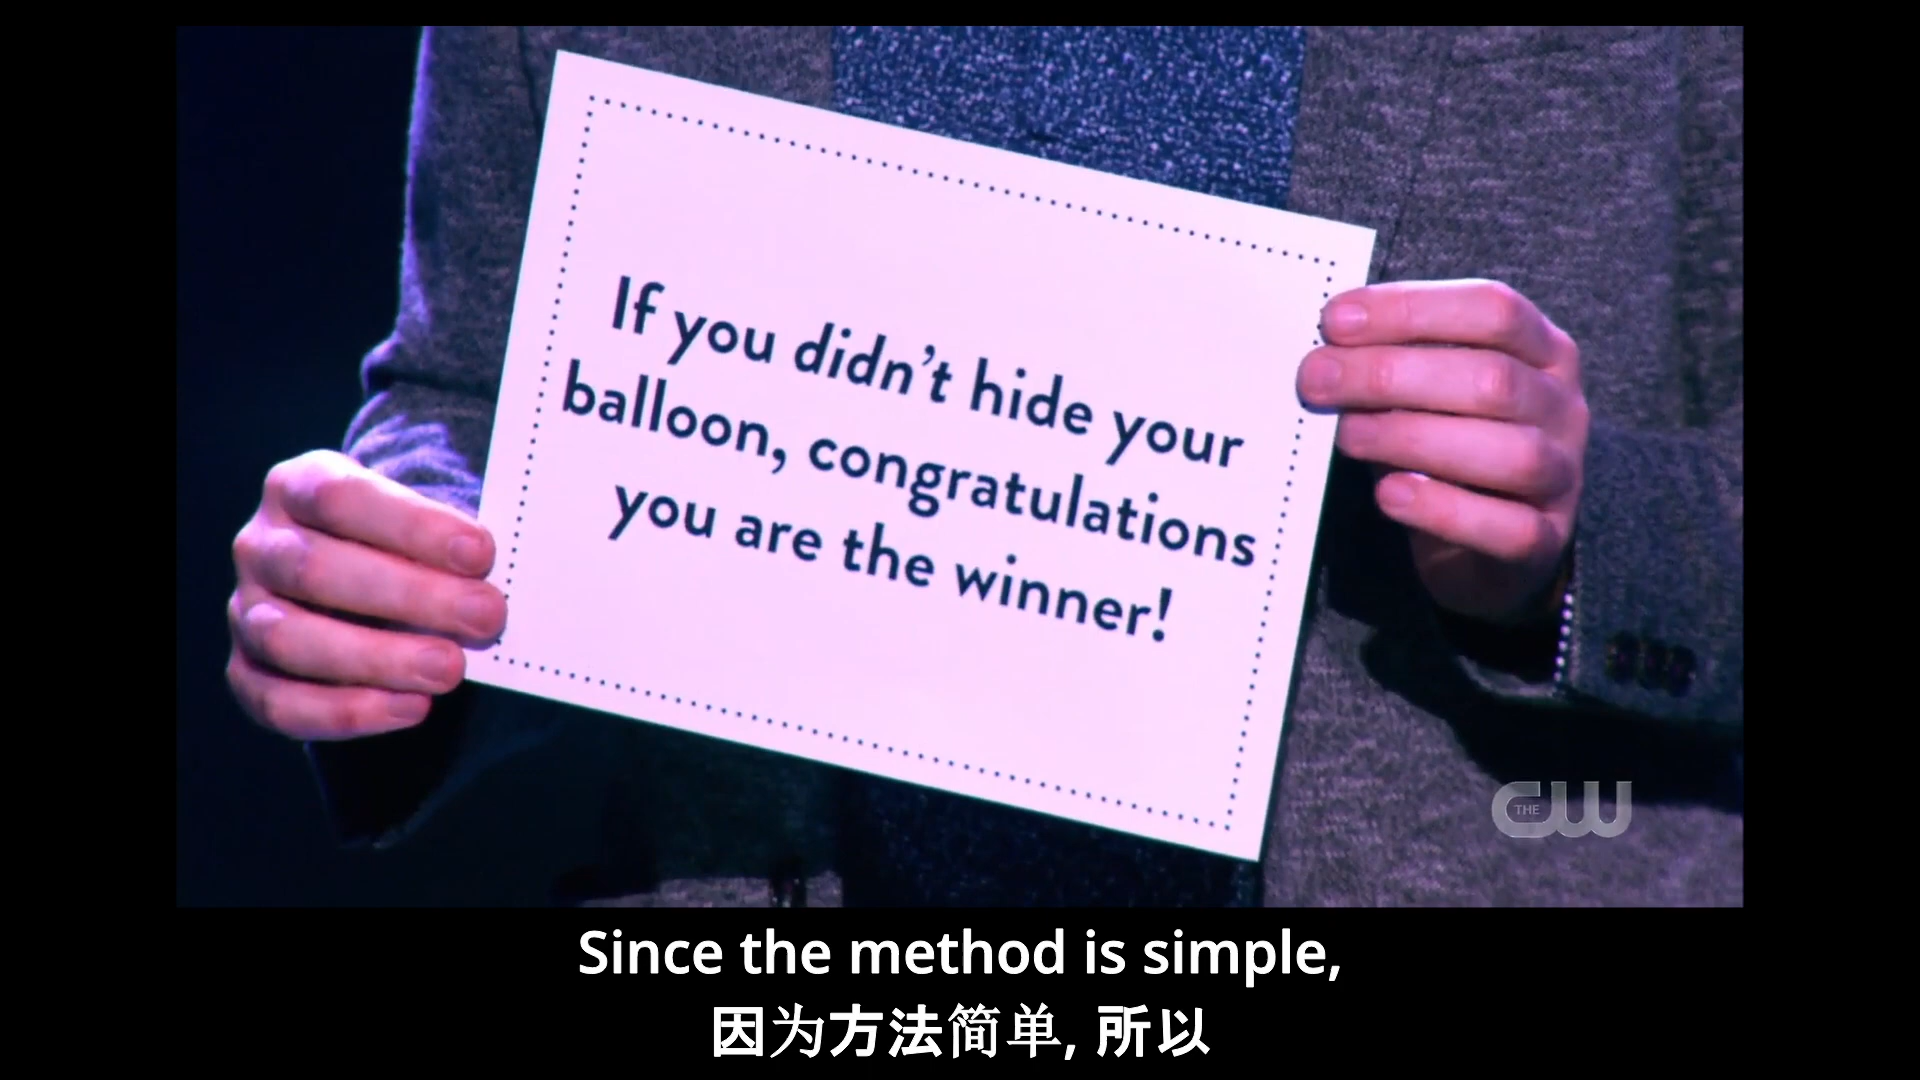 If you didn't hide your
balloon, congratulations
you are the winner!
THE CW
Since the method is simple,
因为方法简单, 所以